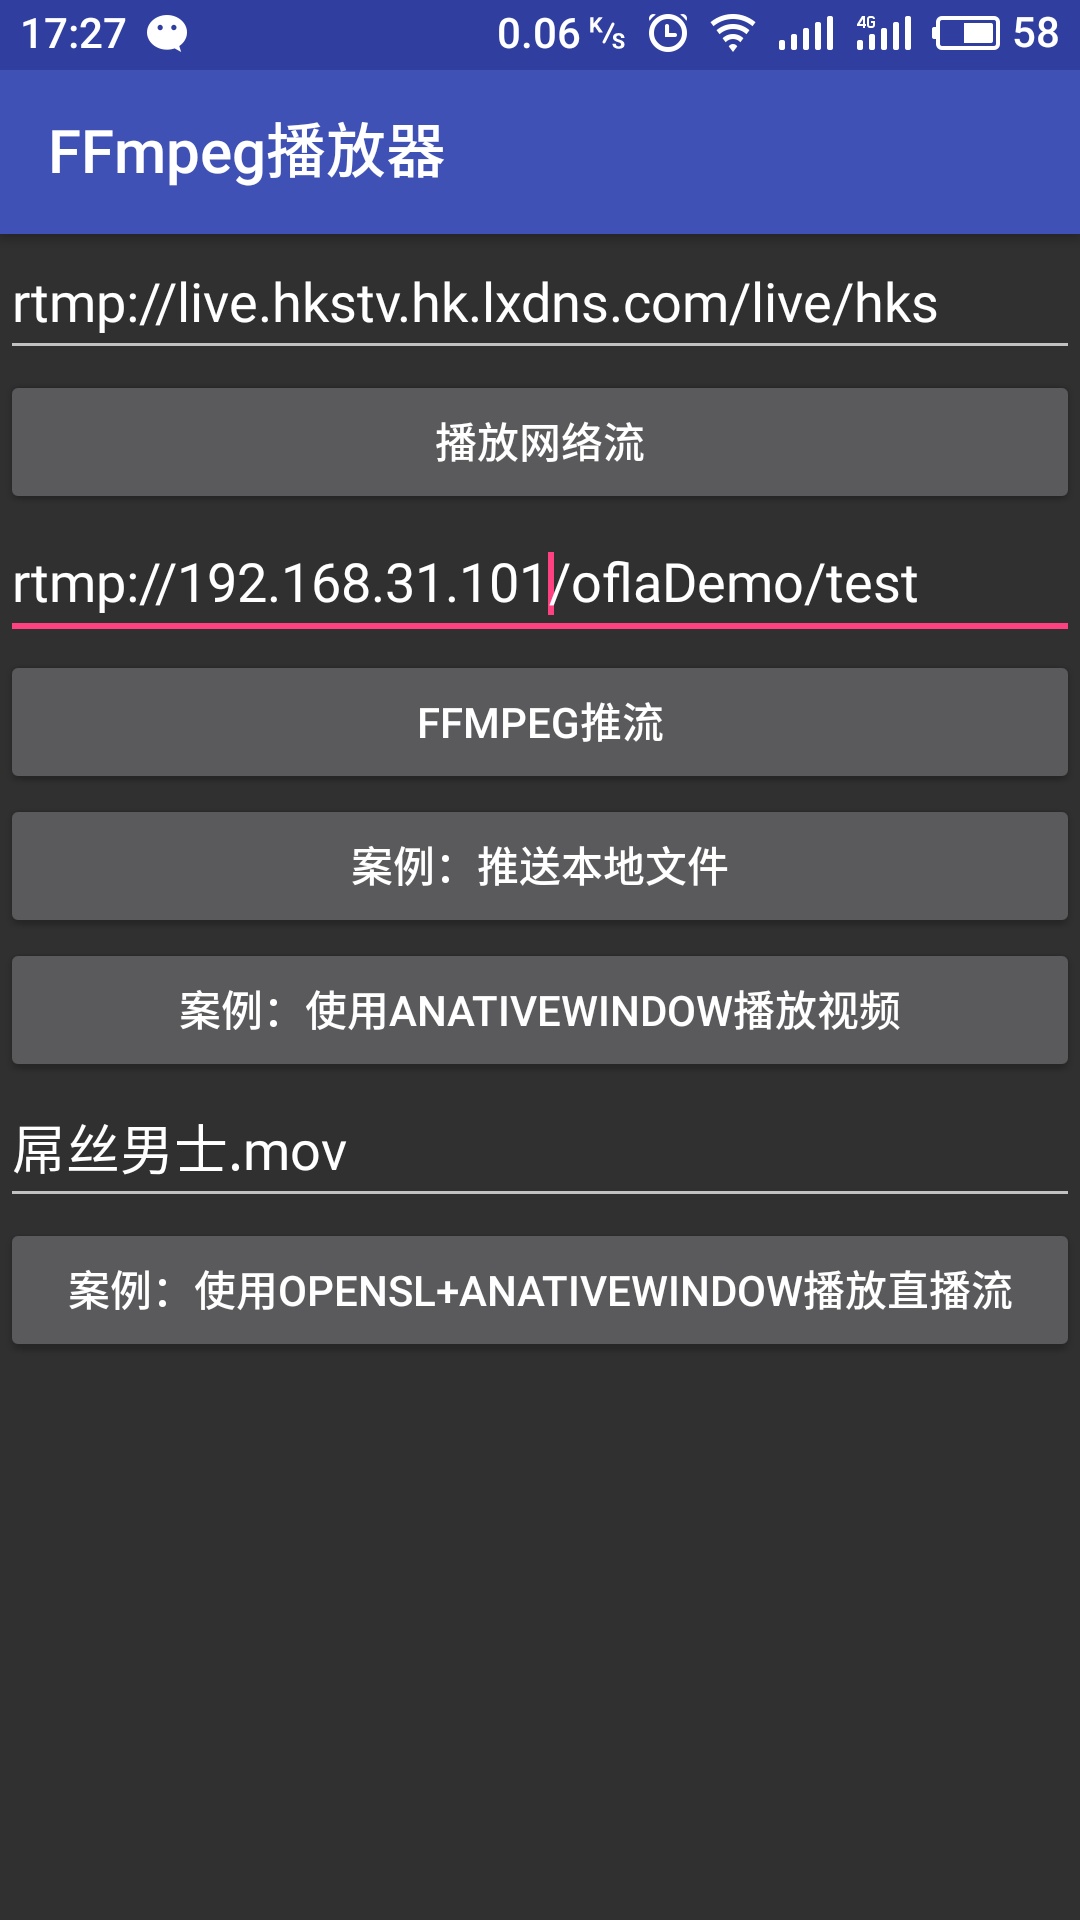 17:27 0.06 K/s 4G 58
FFmpeg播放器
rtmp://live.hkstv.hk.lxdns.com/live/hks
播放网络流
rtmp://192.168.31.101/oflaDemo/test
FFMPEG推流
案例：推送本地文件
案例：使用ANATIVEWINDOW播放视频
屌丝男士.mov
案例：使用OPENSL+ANATIVEWINDOW播放直播流